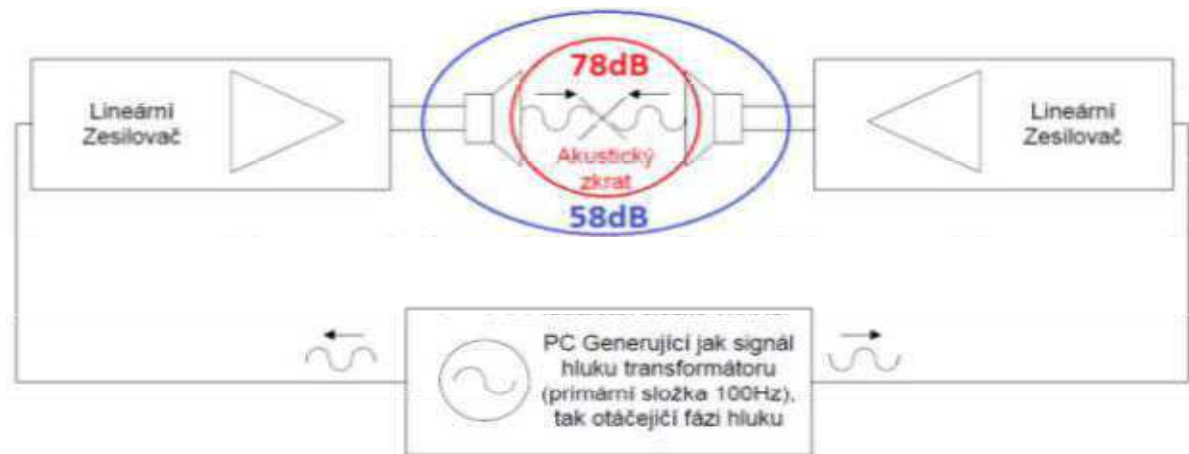 Lineární
Zesilovač
78dB
Akustický
zkrat
58dB
Lineární
Zesilovač
PC Generující jak signál
hluku transformátoru
(primární složka 100Hz),
tak otáčejičí fázi hluku